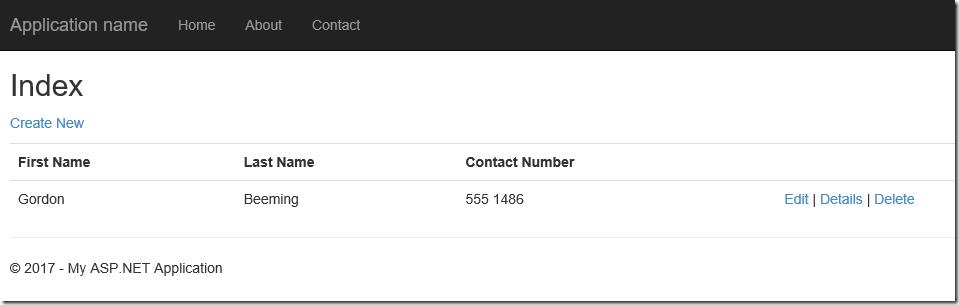 Application name Home About Contact
Index
Create New
First Name Last Name Contact Number
Gordon Beeming 555 1486 Edit | Details | Delete
© 2017 - My ASP.NET Application